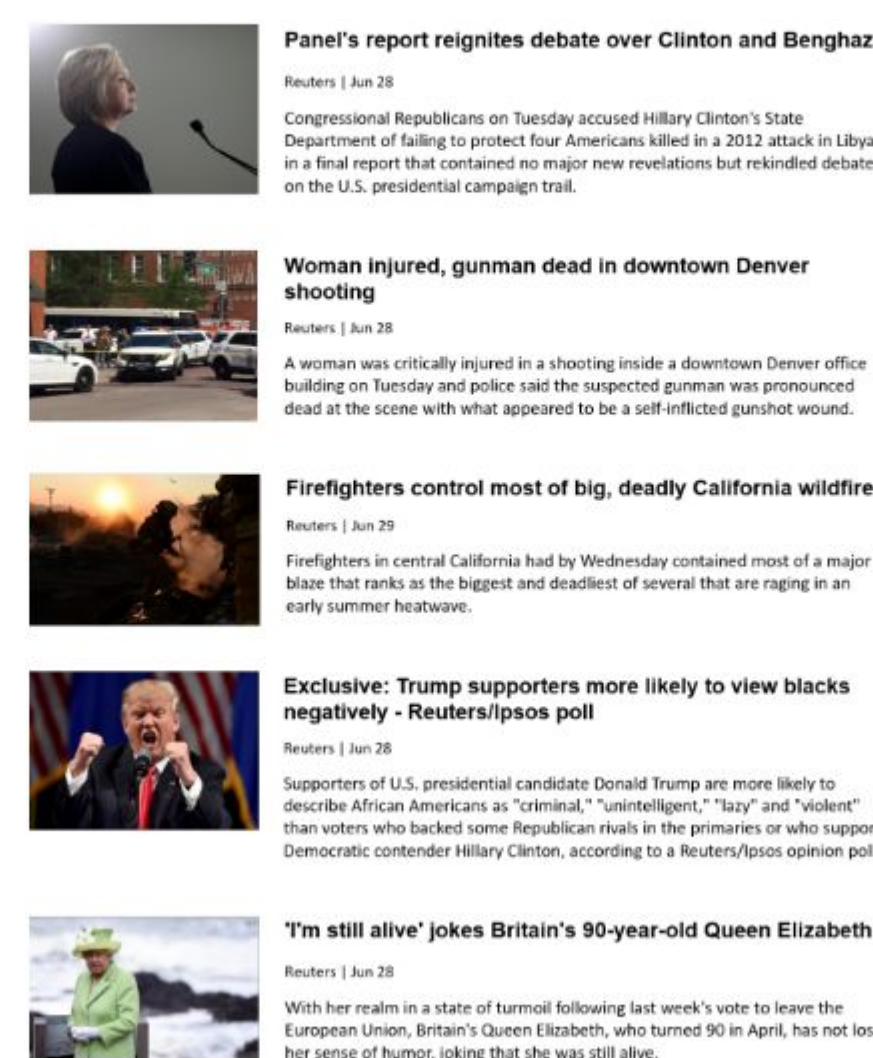 Panel's report reignites debate over Clinton and Benghaz
Reuters | Jun 28
Congressional Republicans on Tuesday accused Hillary Clinton's State
Department of failing to protect four Americans killed in a 2012 attack in Libya
in a final report that contained no major new revelations but rekindled debate
on the U.S. presidential campaign trail.
Woman injured, gunman dead in downtown Denver
shooting
Reuters | Jun 28
A woman was critically injured in a shooting inside a downtown Denver office
building on Tuesday and police said the suspected gunman was pronounced
dead at the scene with what appeared to be a self-inflicted gunshot wound.
Firefighters control most of big, deadly California wildfire
Reuters | Jun 29
Firefighters in central California had by Wednesday contained most of a major
blaze that ranks as the biggest and deadliest of several that are raging in an
early summer heatwave.
Exclusive: Trump supporters more likely to view blacks
negatively - Reuters/Ipsos poll
Reuters | Jun 28
Supporters of U.S. presidential candidate Donald Trump are more likely to
describe African Americans as "criminal," "unintelligent," "lazy" and "violent"
than voters who backed some Republican rivals in the primaries or who suppor
Democratic contender Hillary Clinton, according to a Reuters/Ipsos opinion pol
'I'm still alive' jokes Britain's 90-year-old Queen Elizabeth
Reuters | Jun 28
With her realm in a state of turmoil following last week's vote to leave the
European Union, Britain's Queen Elizabeth, who turned 90 in April, has not los
her sense of humor, joking that she was still alive.